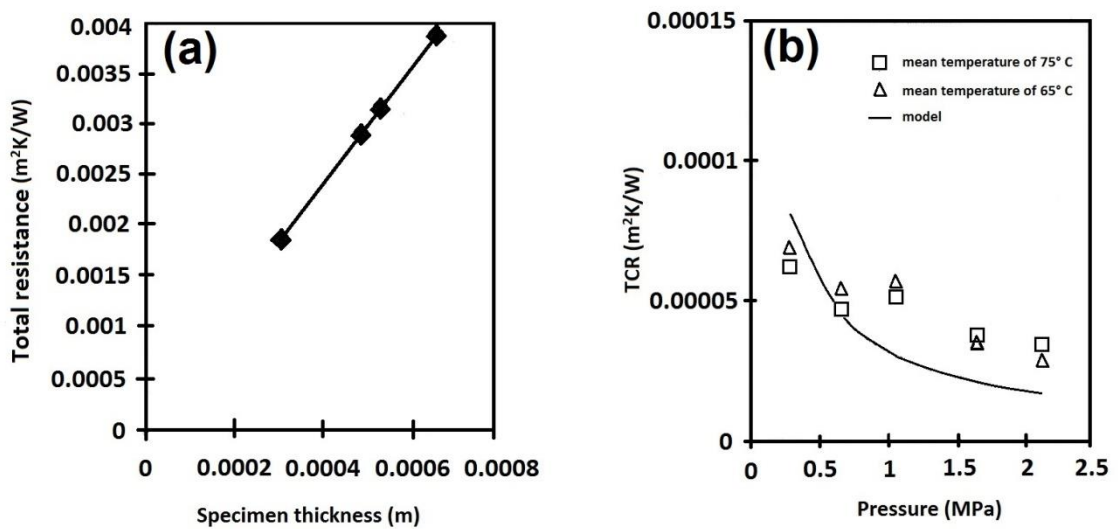 (a)
Total resistance (m²K/W)
0.004
0.0035
0.003
0.0025
0.002
0.0015
0.001
0.0005
0
0 0.0002 0.0004 0.0006 0.0008
Specimen thickness (m)
(b)
TCR (m²K/W)
0.00015
0.0001
0.00005
0
mean temperature of 75° C
mean temperature of 65° C
model
0 0.5 1 1.5 2 2.5
Pressure (MPa)